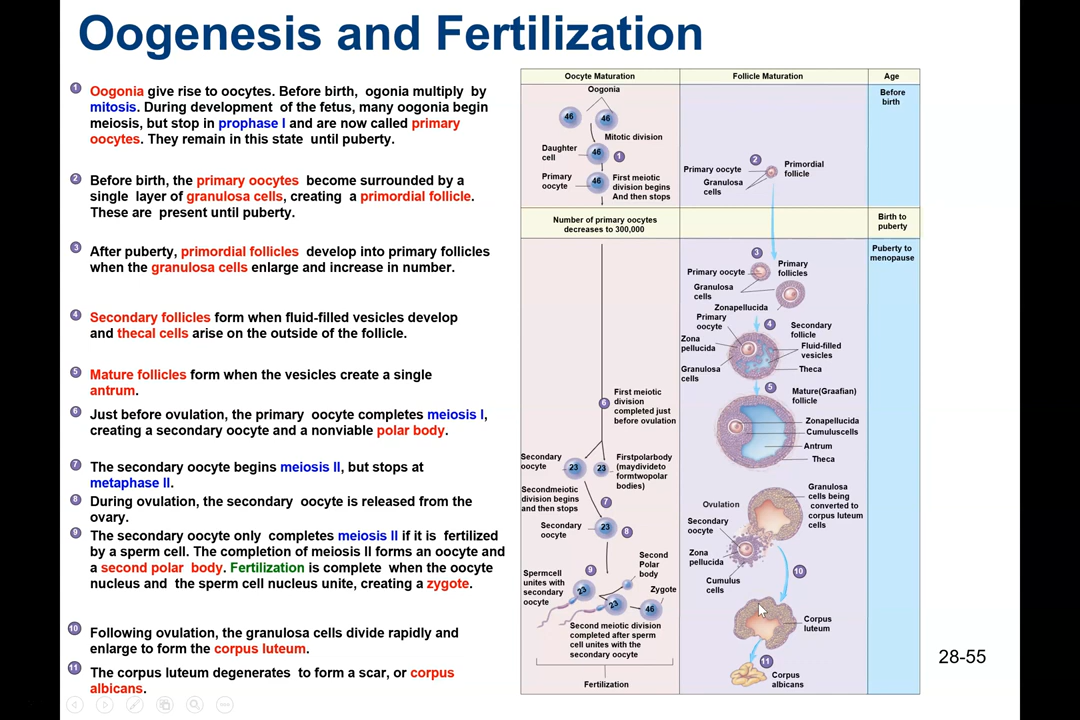 Oogenesis and Fertilization
1 Oogonia give rise to oocytes. Before birth, ogonia multiply by
mitosis. During development of the fetus, many oogonia begin
meiosis, but stop in prophase I and are now called primary
oocytes. They remain in this state until puberty.
2 Before birth, the primary oocytes become surrounded by a
single layer of granulosa cells, creating a primordial follicle.
These are present until puberty.
3 After puberty, primordial follicles develop into primary follicles
when the granulosa cells enlarge and increase in number.
4 Secondary follicles form when fluid-filled vesicles develop
and thecal cells arise on the outside of the follicle.
5 Mature follicles form when the vesicles create a single
antrum.
6 Just before ovulation, the primary oocyte completes meiosis I,
creating a secondary oocyte and a nonviable polar body.
7 The secondary oocyte begins meiosis II, but stops at
metaphase II.
8 During ovulation, the secondary oocyte is released from the
ovary.
9 The secondary oocyte only completes meiosis II if it is fertilized
by a sperm cell. The completion of meiosis II forms an oocyte and
a second polar body. Fertilization is complete when the oocyte
nucleus and the sperm cell nucleus unite, creating a zygote.
10 Following ovulation, the granulosa cells divide rapidly and
enlarge to form the corpus luteum.
11 The corpus luteum degenerates to form a scar, or corpus
albicans.
Oocyte Maturation
Oogonia
46
46
Mitotic division
Daughter
cell
46
1
Primary
oocyte
46
First meiotic
division begins
And then stops
Number of primary oocytes
decreases to 300,000
6
First meiotic
division
completed just
before ovulation
Secondary
oocyte
23
23
Firstpolarbody
(maydivideto
formtwopolar
bodies)
Secondmeiotic
division begins
and then stops
7
Secondary
oocyte
23
8
Second
Polar
body
9
Spermcell
unites with
secondary
oocyte
23
23
Zygote
46
Second meiotic division
completed after sperm
cell unites with the
secondary oocyte
Fertilization
Follicle Maturation
2
Primary oocyte
Granulosa
cells
Primordial
follicle
3
Primary oocyte
Primary
follicles
Granulosa
cells
Zonapellucida
Primary
oocyte
4
Secondary
follicle
Zona
pellucida
Fluid-filled
vesicles
Granulosa
cells
Theca
5
Mature(Graafian)
follicle
Zonapellucida
Cumuluscells
Antrum
Theca
Ovulation
Granulosa
cells being
converted to
corpus luteum
cells
Secondary
oocyte
Zona
pellucida
Cumulus
cells
10
Corpus
luteum
11
Corpus
albicans
Age
Before
birth
Birth to
puberty
Puberty to
menopause
28-55